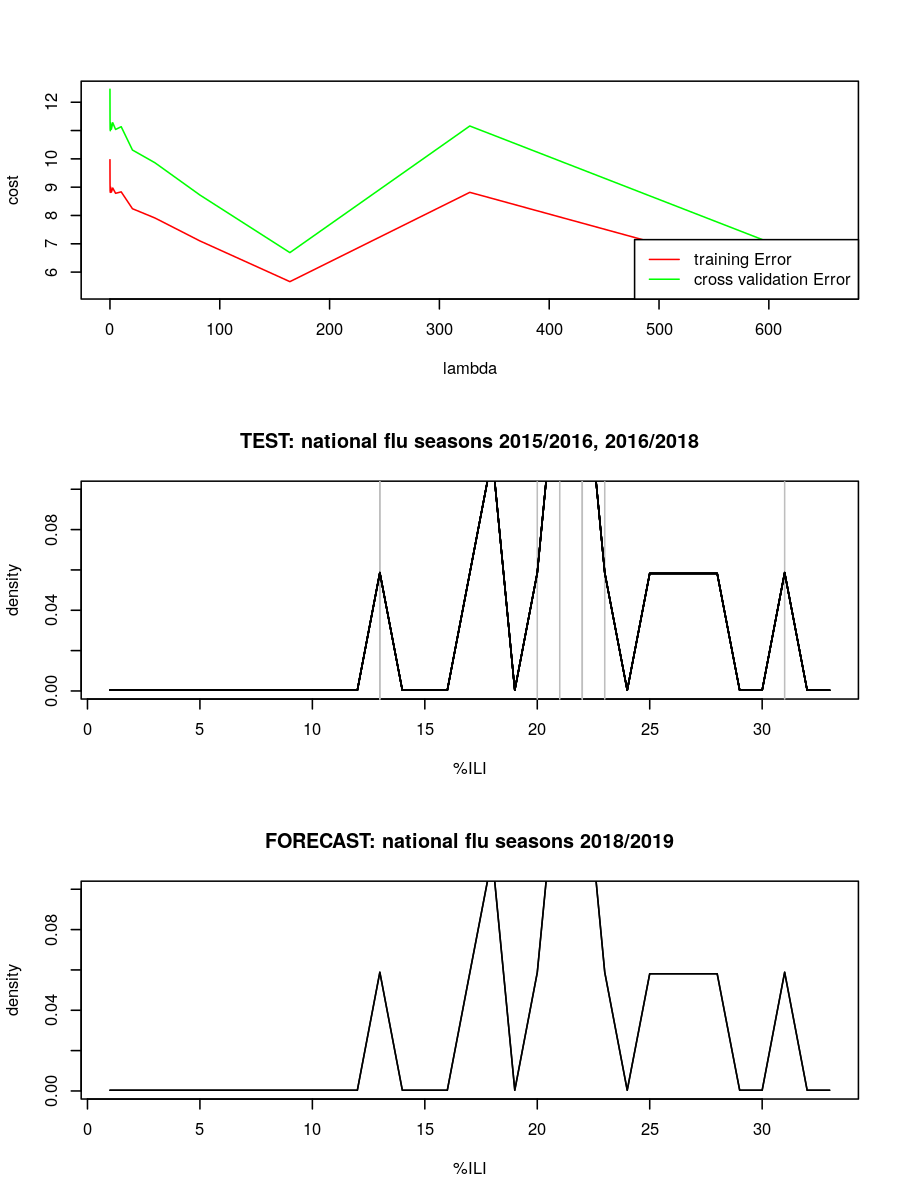 12
10
9
8
7
6
cost
training Error
cross validation Error
0 100 200 300 400 500 600
lambda
TEST: national flu seasons 2015/2016, 2016/2018
0.08
0.04
0.00
density
0 5 10 15 20 25 30
%ILI
FORECAST: national flu seasons 2018/2019
0.08
0.04
0.00
density
0 5 10 15 20 25 30
%ILI